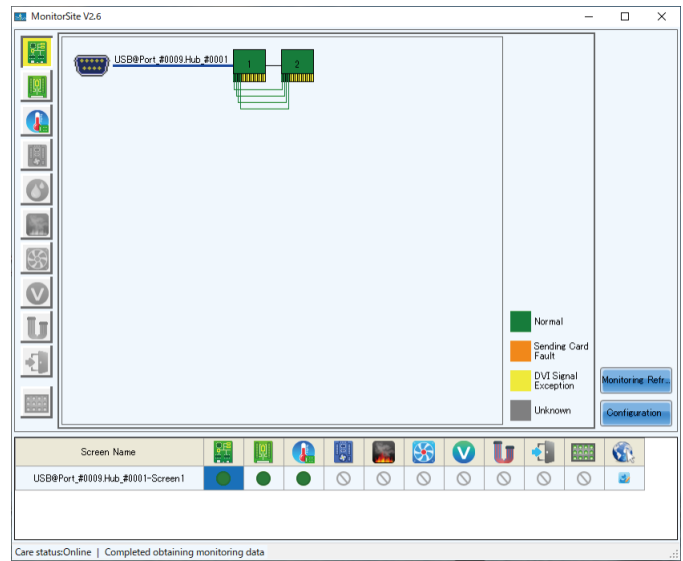 MonitorSite V2.6
USB@Port_#0009.Hub_#0001
1
2
Normal
Sending Card
Fault
DVI Signal
Exception
Unknown
Monitoring Refr...
Configuration
Screen Name
USB@Port_#0009.Hub_#0001-Screen1
Care status:Online | Completed obtaining monitoring data